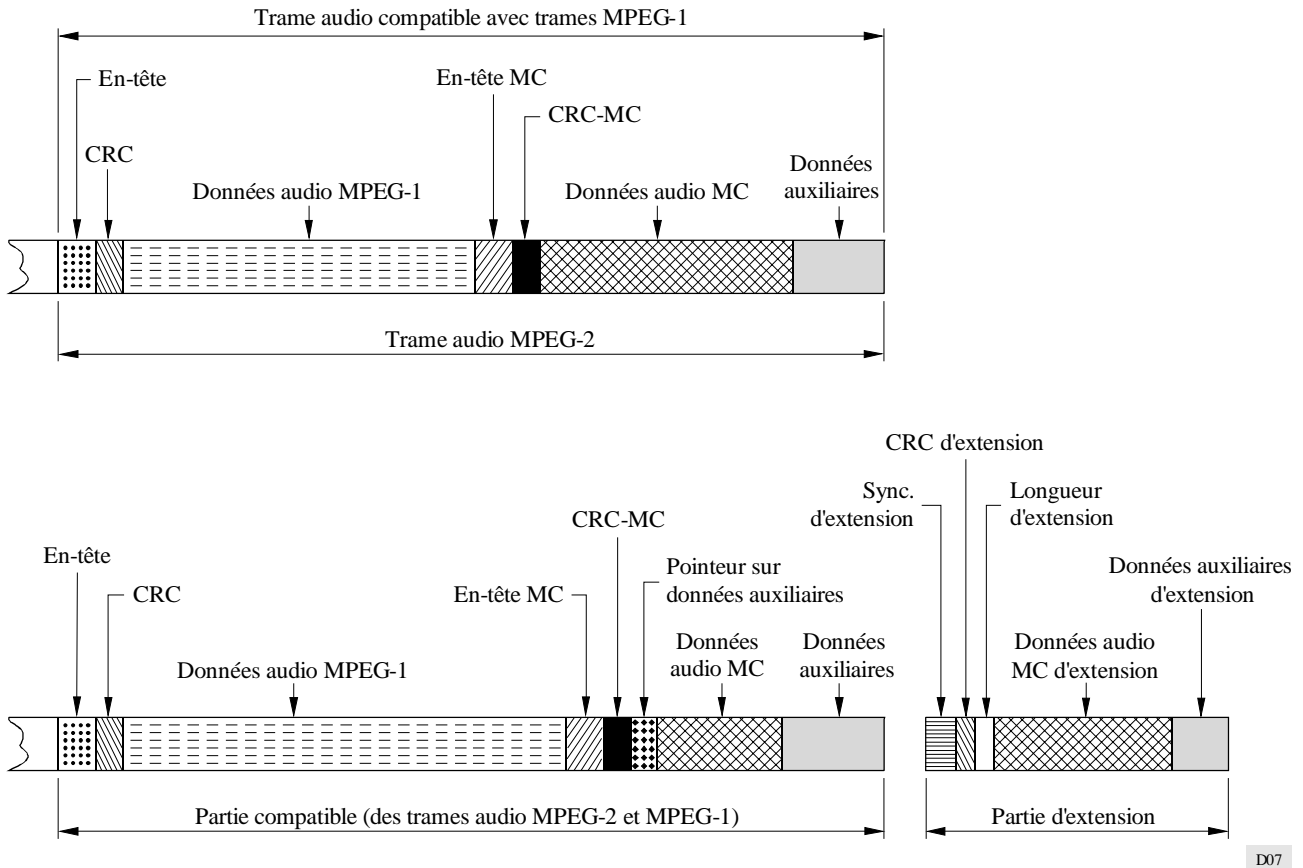 Trame audio compatible avec trames MPEG-1
En-tête
En-tête MC
CRC-MC
CRC
Données audio MPEG-1
Données audio MC
Données
auxiliaires
Trame audio MPEG-2
CRC d'extension
Sync.
d'extension
Longueur
d'extension
CRC-MC
En-tête
CRC
En-tête MC
Pointeur sur
données auxiliaires
Données auxiliaires
d'extension
Données audio MPEG-1
Données
audio MC
Données
auxiliaires
Données audio
MC d'extension
Partie compatible (des trames audio MPEG-2 et MPEG-1)
Partie d'extension
D07